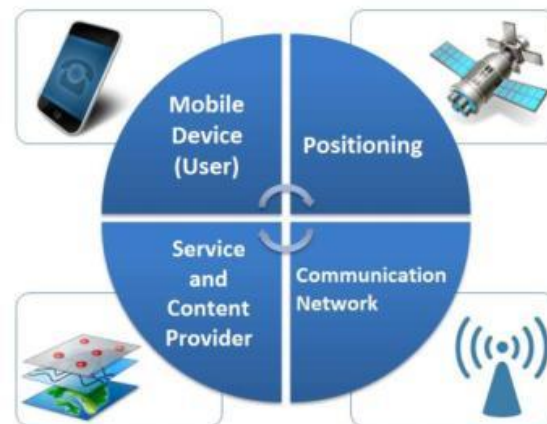 Mobile
Device
(User)
Positioning
Service
and
Content
Provider
Communication
Network